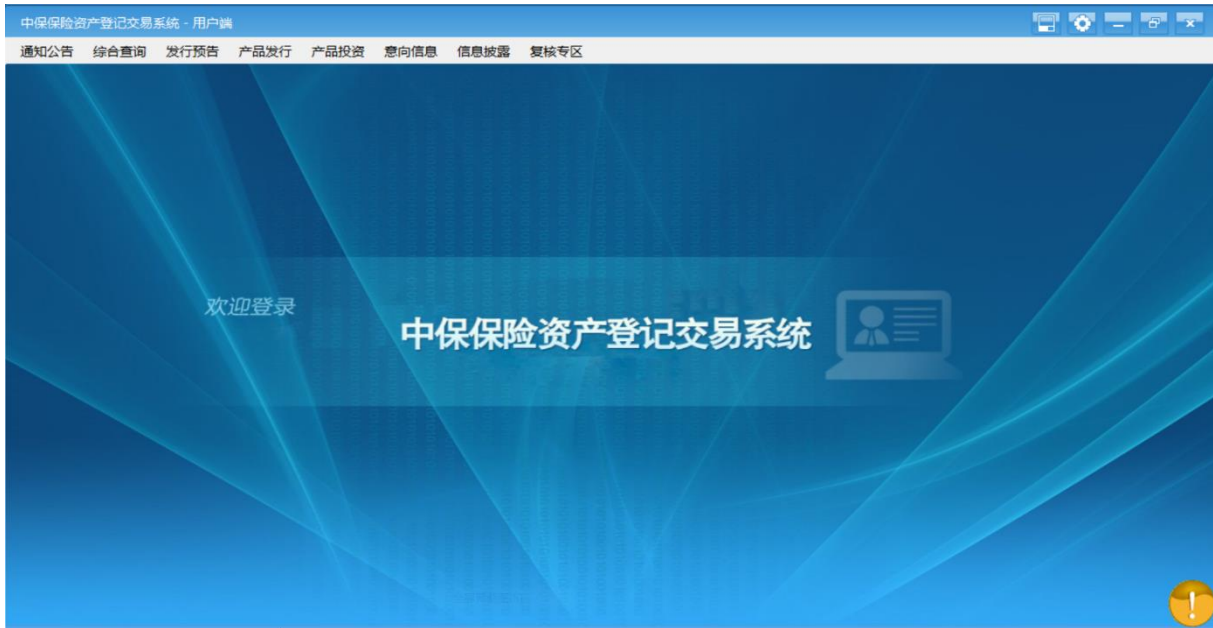 中保保险资产登记交易系统 - 用户端
通知公告 综合查询 发行预告 产品发行 产品投资 意向信息 信息披露 复核专区
欢迎登录
中保保险资产登记交易系统